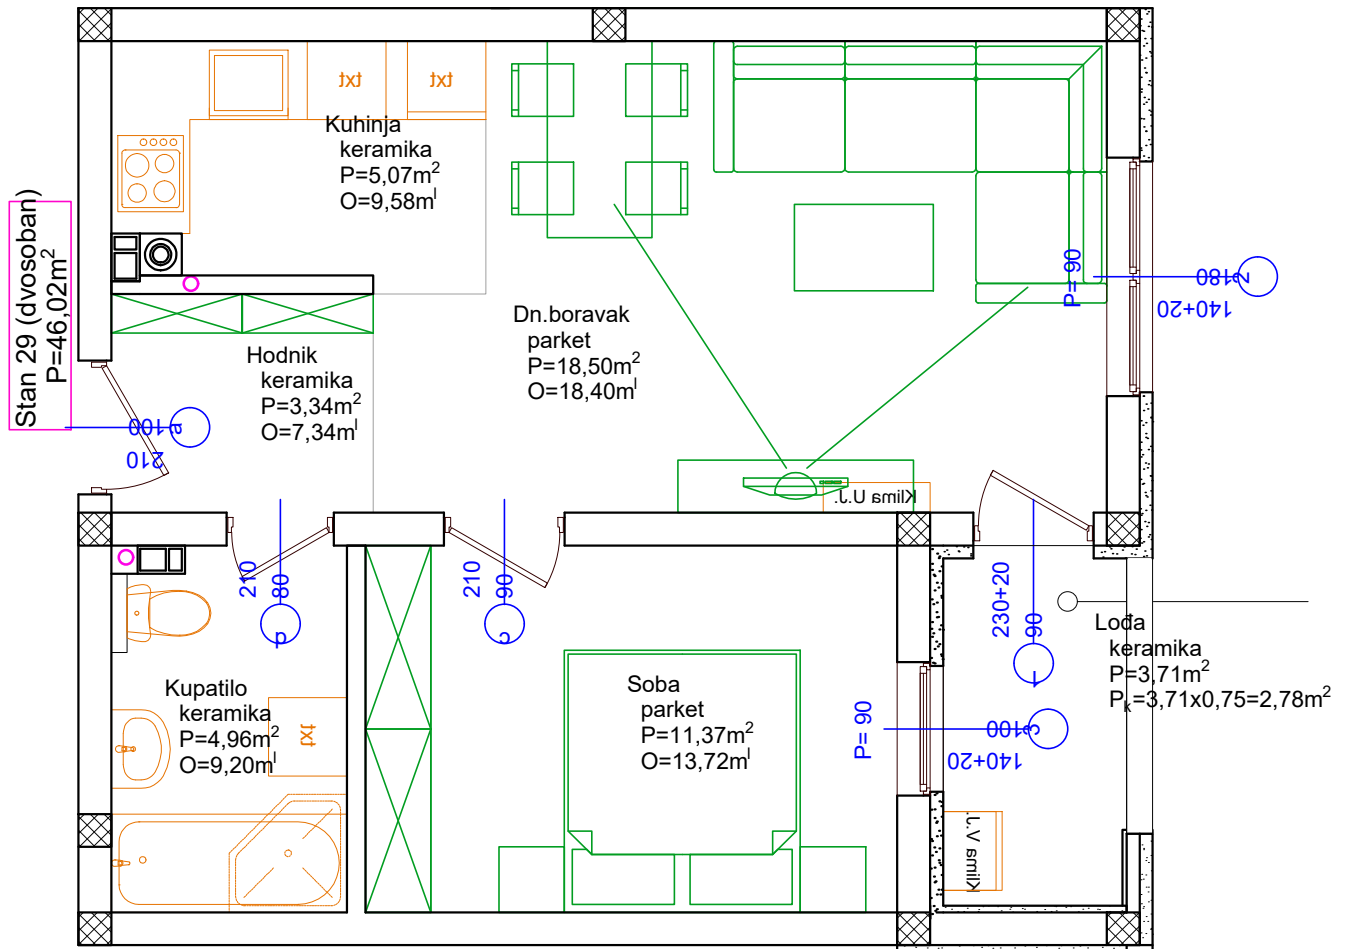 Stan 29 (dvosoban)
P=46,02m²
Kuhinja
keramika
P=5,07m²
O=9,58mˡ
txt
txt
Dn.boravak
parket
P=18,50m²
O=18,40mˡ
Hodnik
keramika
P=3,34m²
O=7,34mˡ
100
210
a
P= 90
180
140+20
2
Klima U.J.
210
80
d
210
90
c
230+20
90
1
Lođa
keramika
P=3,71m²
Pₖ=3,71x0,75=2,78m²
Kupatilo
keramika
P=4,96m²
O=9,20mˡ
txt
Soba
parket
P=11,37m²
O=13,72mˡ
P= 90
100
140+20
3
Klima V.J.